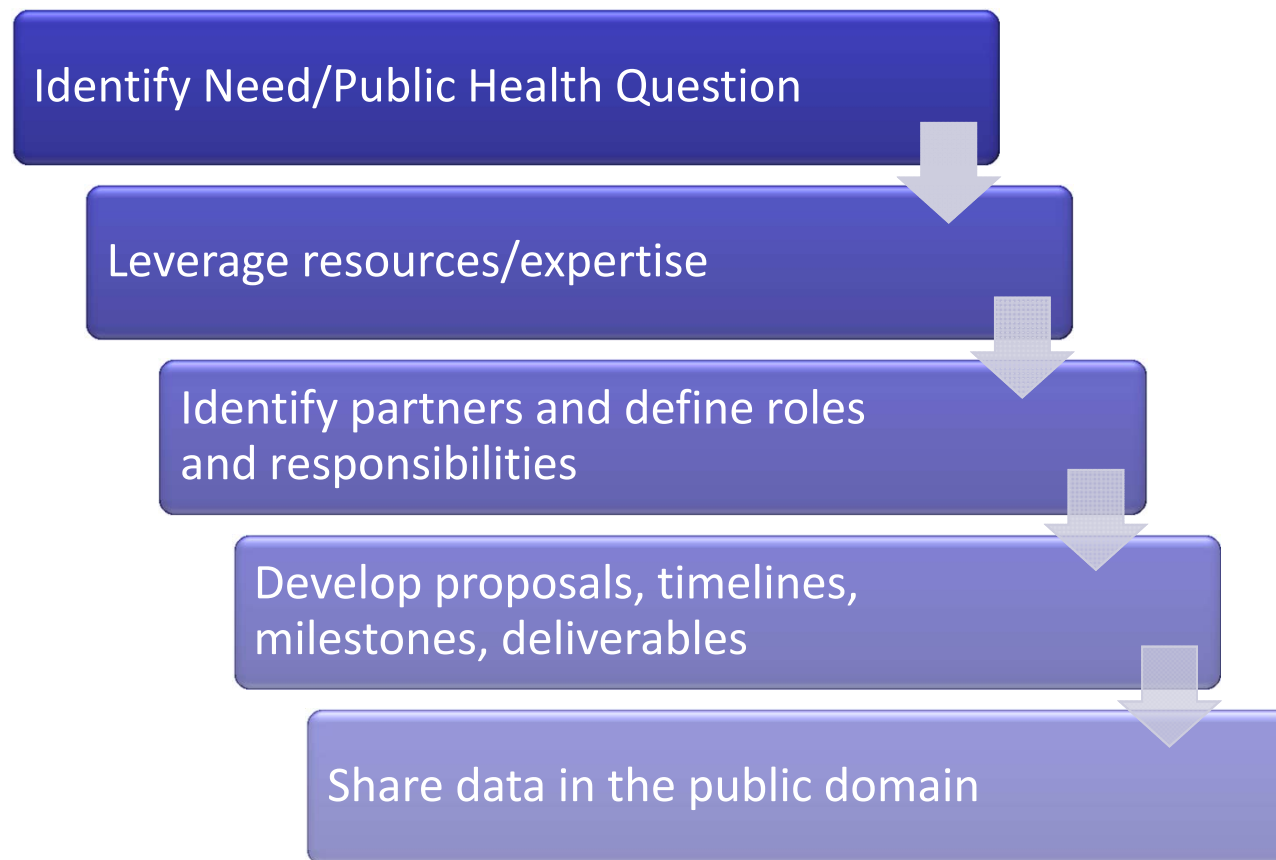 Identify Need/Public Health Question
Leverage resources/expertise
Identify partners and define roles
and responsibilities
Develop proposals, timelines,
milestones, deliverables
Share data in the public domain